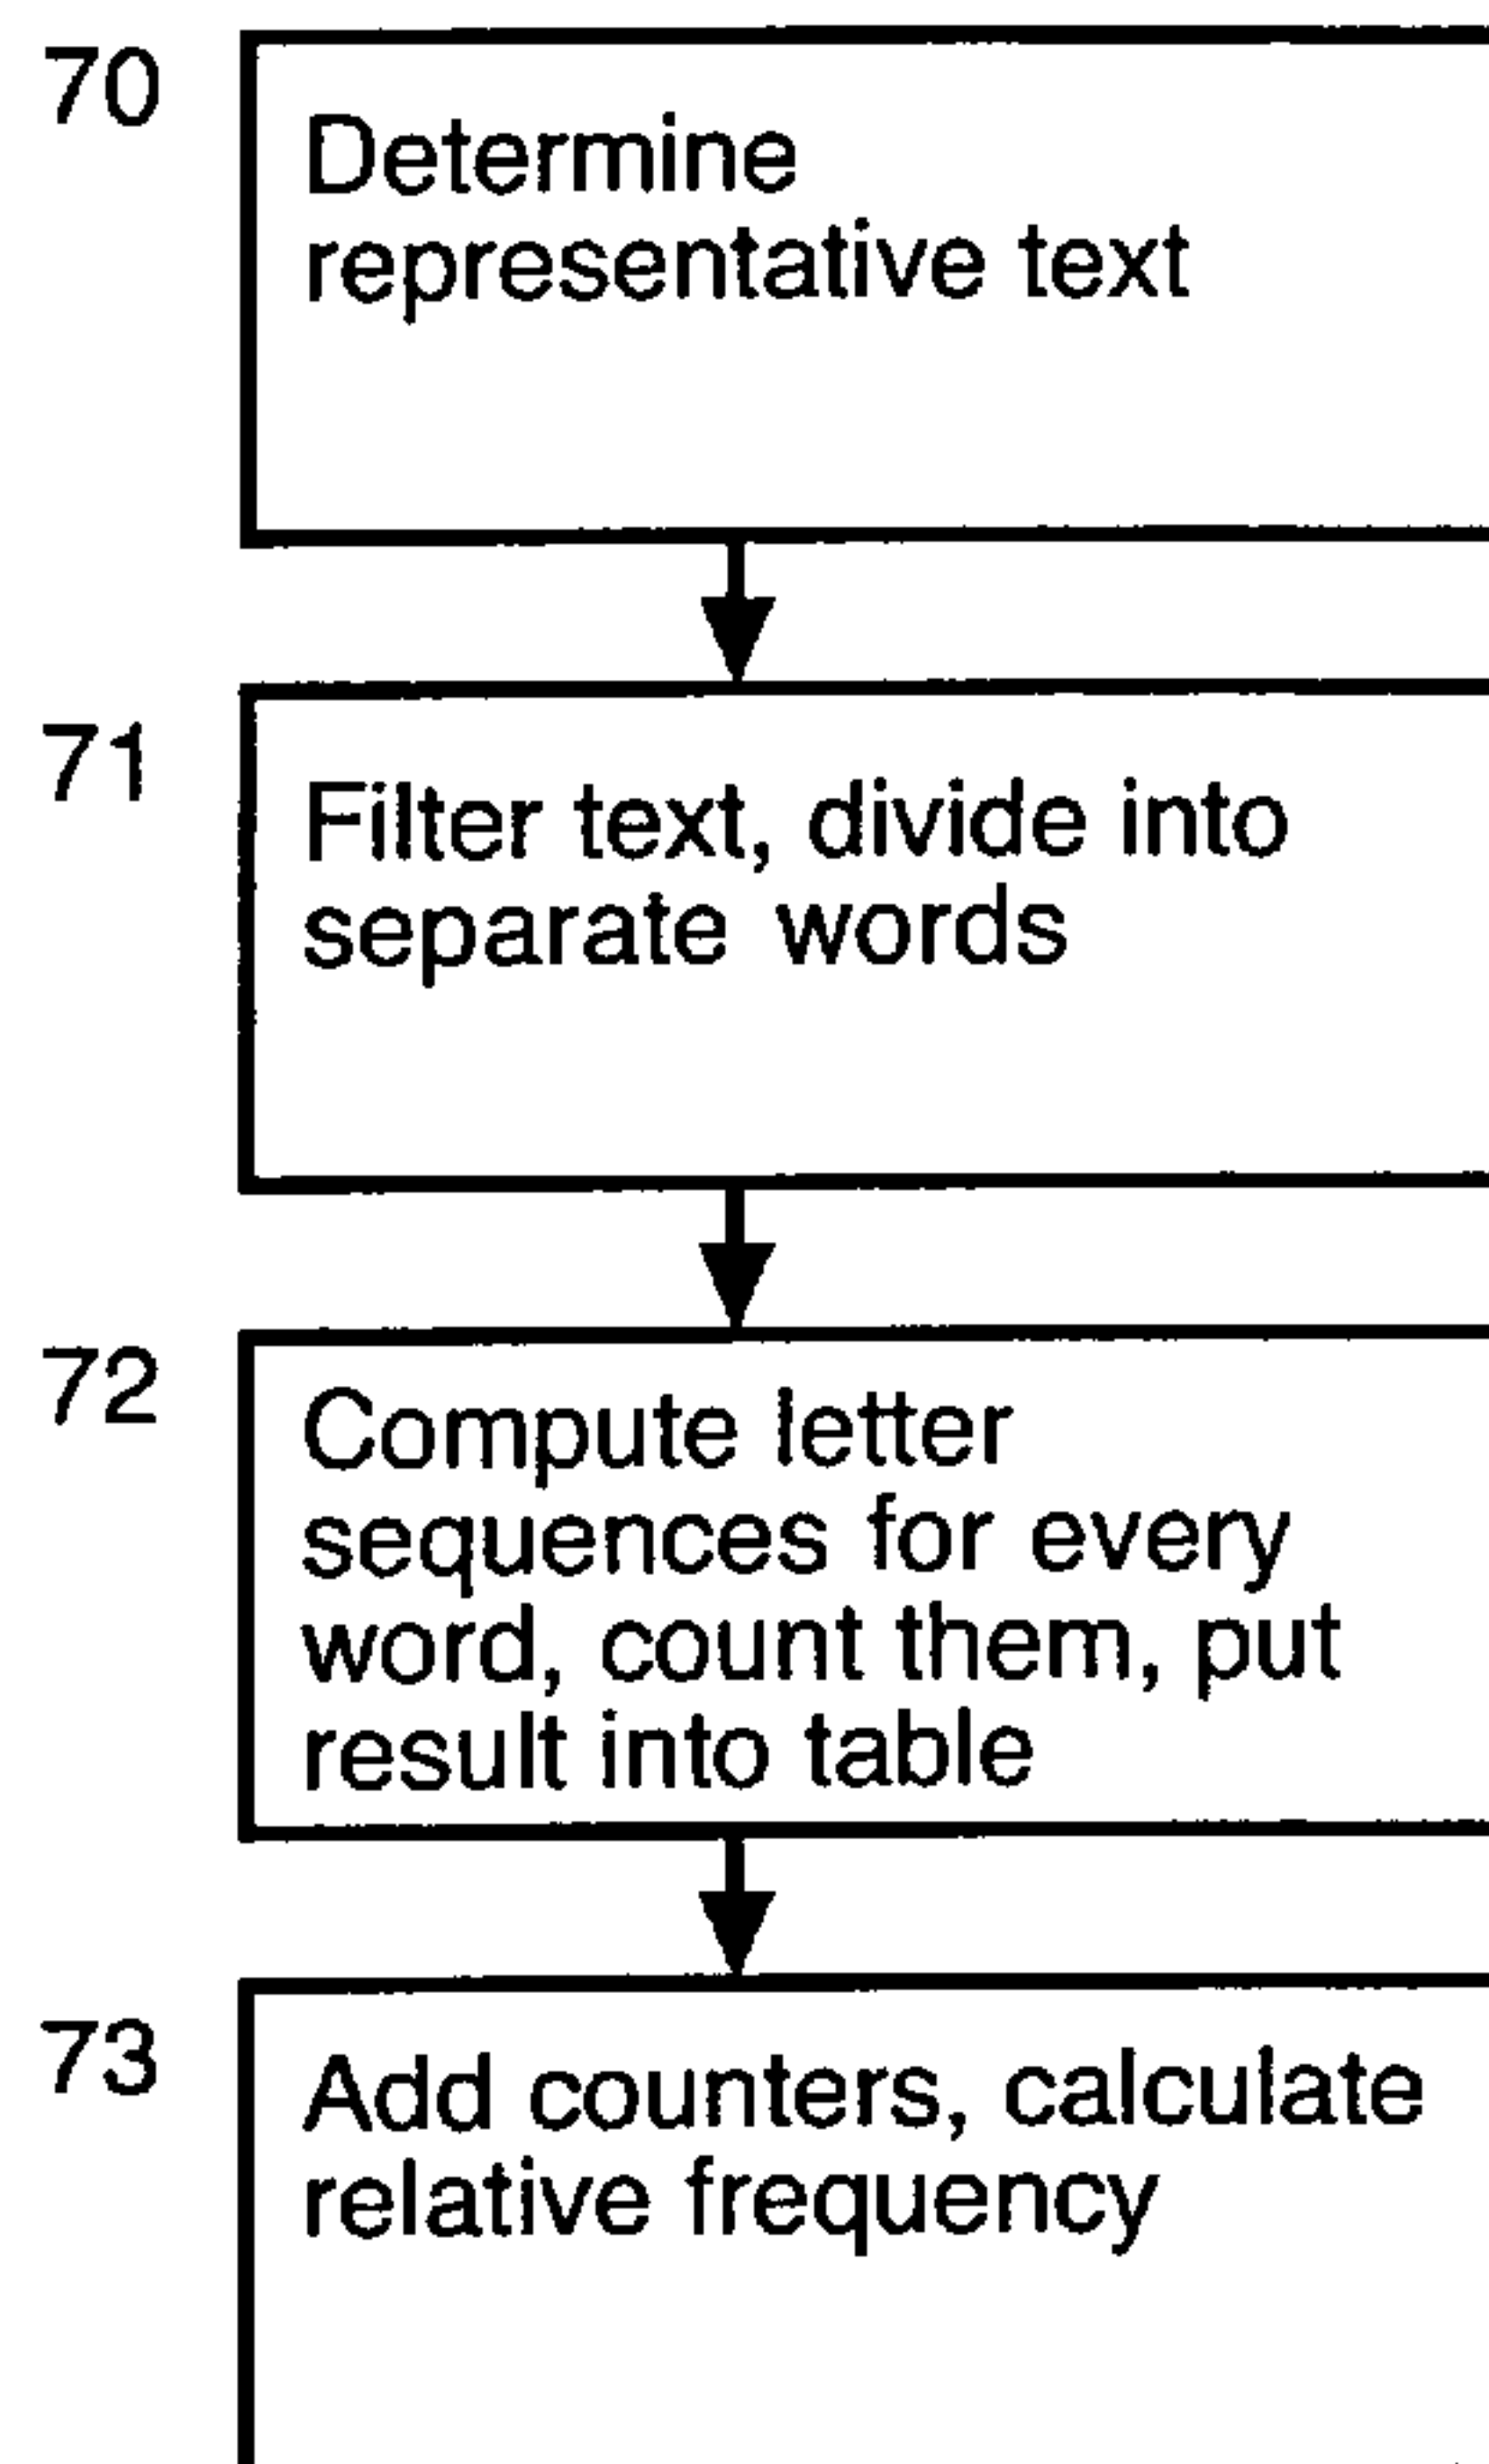 70
Determine
representative text
71
Filter text, divide into
separate words
72
Compute letter
sequences for every
word, count them, put
result into table
73
Add counters, calculate
relative frequency